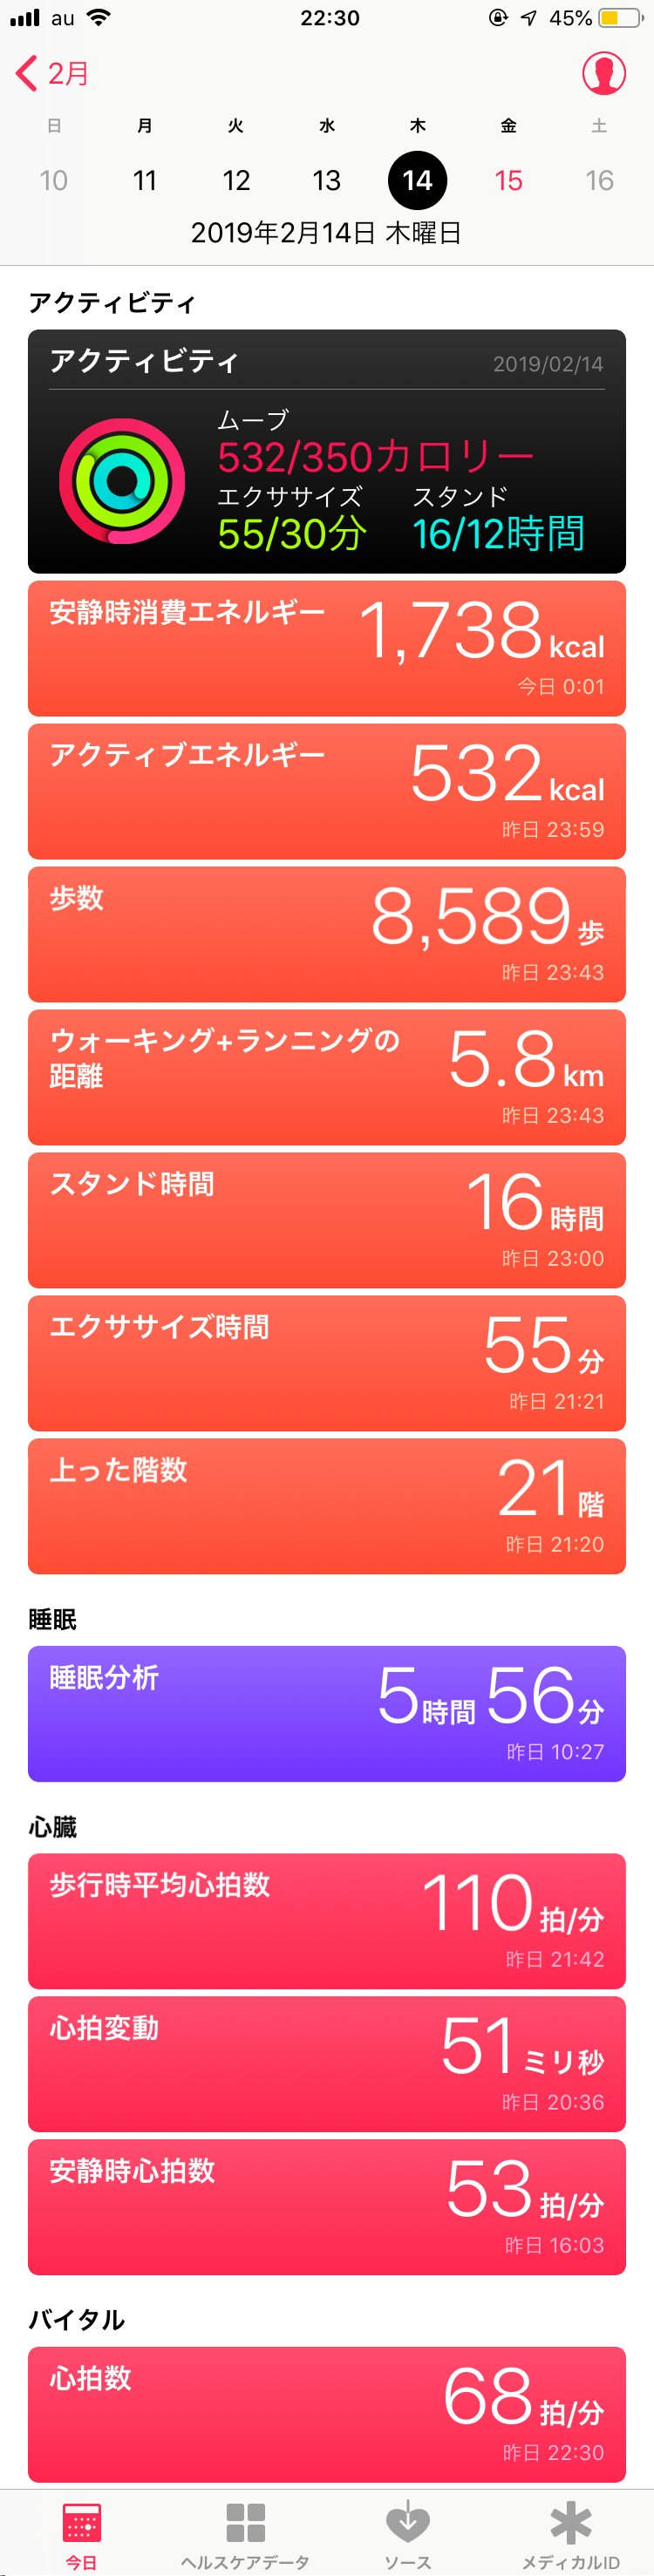 au 22:30 45%
2月
日 月 火 水 木 金 土
10 11 12 13 14 15 16
2019年2月14日 木曜日
アクティビティ
アクティビティ 2019/02/14
ムーブ
532/350カロリー
エクササイズ スタンド
55/30分 16/12時間
安静時消費エネルギー 1,738 kcal
今日 0:01
アクティブエネルギー 532 kcal
昨日 23:59
歩数 8,589 歩
昨日 23:43
ウォーキング+ランニングの
距離 5.8 km
昨日 23:43
スタンド時間 16 時間
昨日 23:00
エクササイズ時間 55 分
昨日 21:21
上った階数 21 階
昨日 21:20
睡眠
睡眠分析 5時間 56分
昨日 10:27
心臓
歩行時平均心拍数 110 拍/分
昨日 21:42
心拍変動 51 ミリ秒
昨日 20:36
安静時心拍数 53 拍/分
昨日 16:03
バイタル
心拍数 68 拍/分
昨日 22:30
今日 ヘルスケアデータ ソース メディカルID